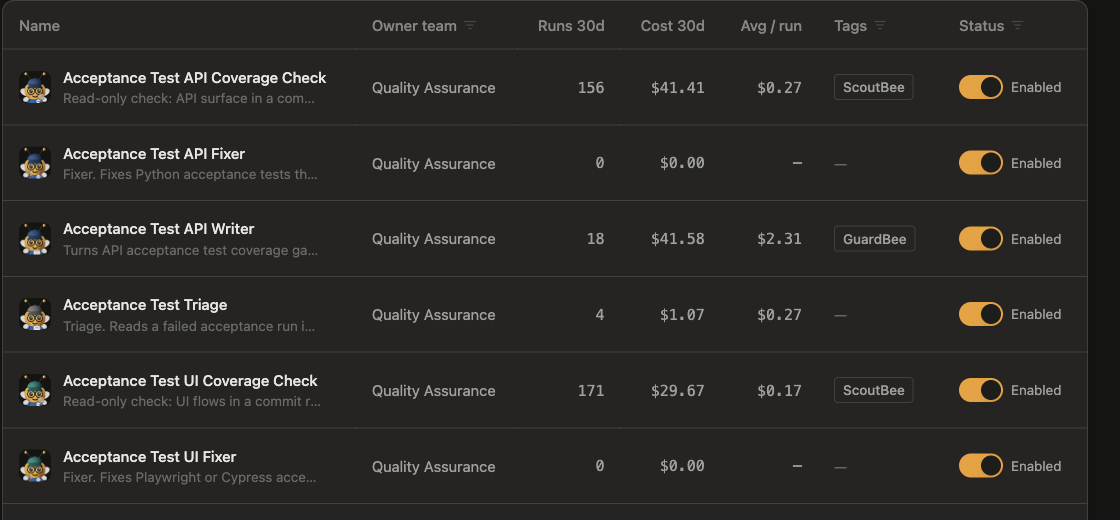 Name Owner team Runs 30d Cost 30d Avg / run Tags Status
Acceptance Test API Coverage Check
Read-only check: API surface in a com...
Quality Assurance 156 $41.41 $0.27 ScoutBee Enabled
Acceptance Test API Fixer
Fixer. Fixes Python acceptance tests th...
Quality Assurance 0 $0.00 – — Enabled
Acceptance Test API Writer
Turns API acceptance test coverage ga...
Quality Assurance 18 $41.58 $2.31 GuardBee Enabled
Acceptance Test Triage
Triage. Reads a failed acceptance run i...
Quality Assurance 4 $1.07 $0.27 — Enabled
Acceptance Test UI Coverage Check
Read-only check: UI flows in a commit r...
Quality Assurance 171 $29.67 $0.17 ScoutBee Enabled
Acceptance Test UI Fixer
Fixer. Fixes Playwright or Cypress acce...
Quality Assurance 0 $0.00 – — Enabled